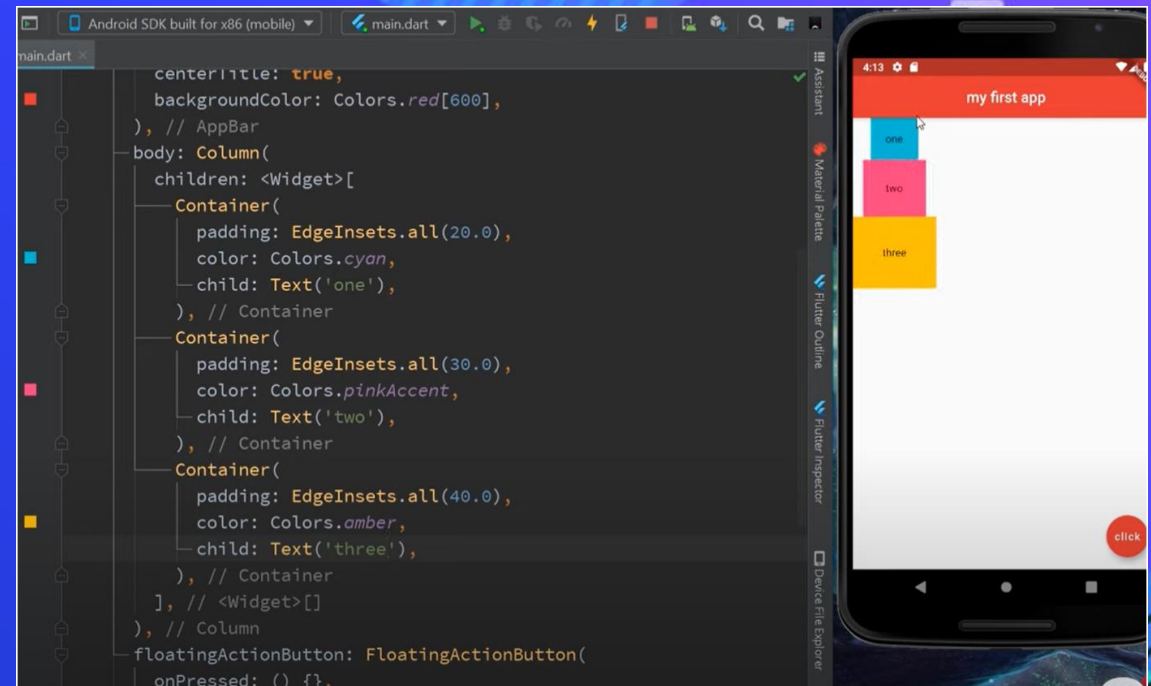 Android SDK built for x86 (mobile)
main.dart
main.dart
centerTitle: true,
backgroundColor: Colors.red[600],
), // AppBar
body: Column(
children: <Widget>[
Container(
padding: EdgeInsets.all(20.0),
color: Colors.cyan,
child: Text('one'),
), // Container
Container(
padding: EdgeInsets.all(30.0),
color: Colors.pinkAccent,
child: Text('two'),
), // Container
Container(
padding: EdgeInsets.all(40.0),
color: Colors.amber,
child: Text('three'),
), // Container
], // <Widget>[]
), // Column
floatingActionButton: FloatingActionButton(
onPressed: () {},
Assistant
Material Palette
Flutter Outline
Flutter Inspector
Device File Explorer
4:13
my first app
one
two
three
click